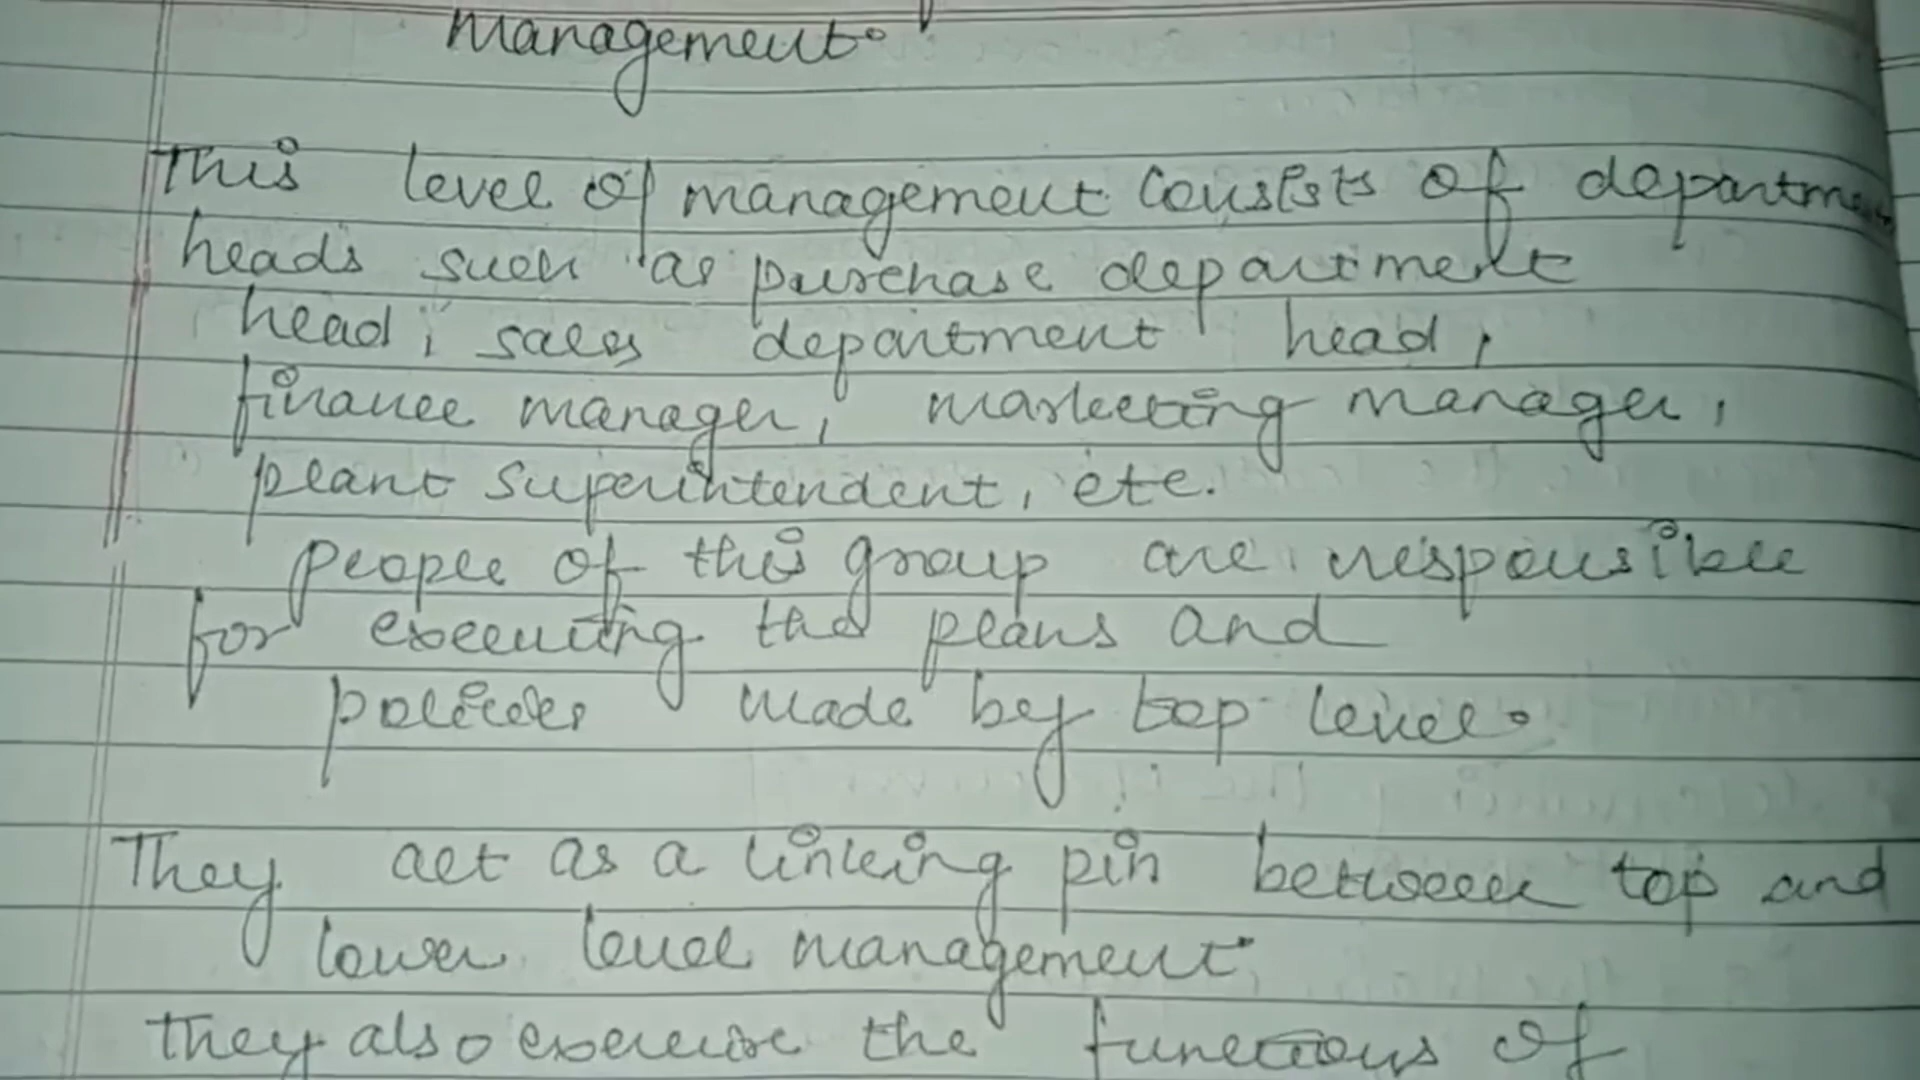 management.
This level of management consists of departmen
heads such as purchase department
head, sales department head,
finance manager, marketing manager,
plant superintendent, etc.
people of this group are responsible
for executing the plans and
policies made by top level.
They act as a linking pin between top and
lower level management
they also exercise the functions of